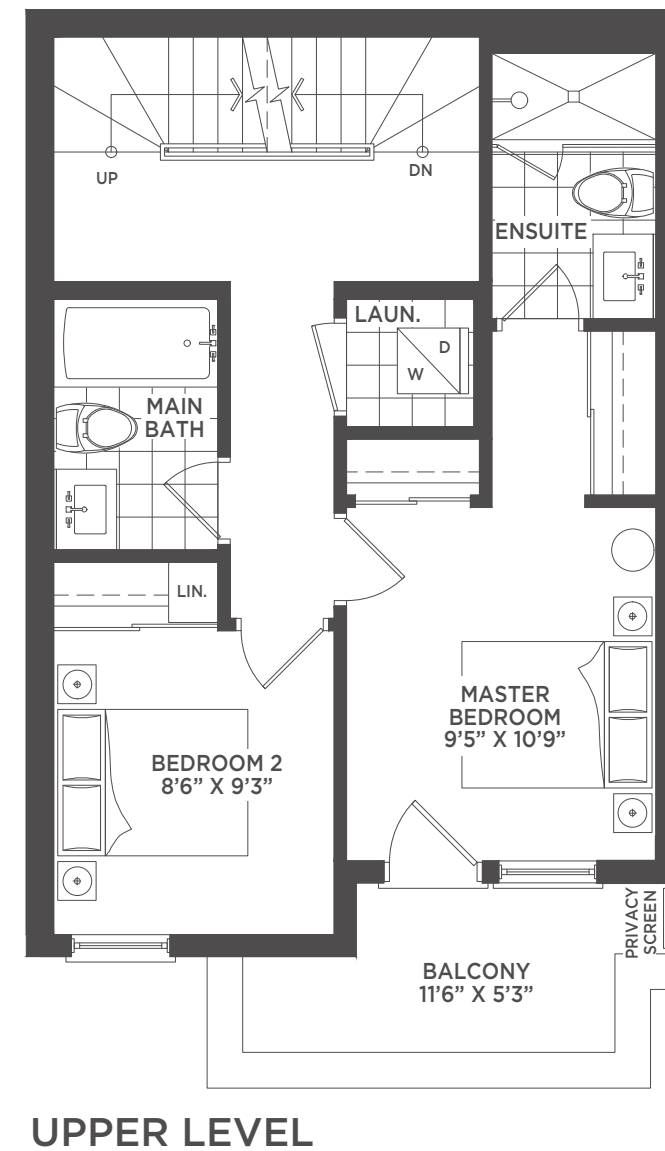 UP
DN
ENSUITE
LAUN.
D
W
MAIN
BATH
LIN.
MASTER
BEDROOM
9’5” X 10’9”
BEDROOM 2
8’6” X 9’3”
PRIVACY
SCREEN
BALCONY
11’6” X 5’3”
UPPER LEVEL